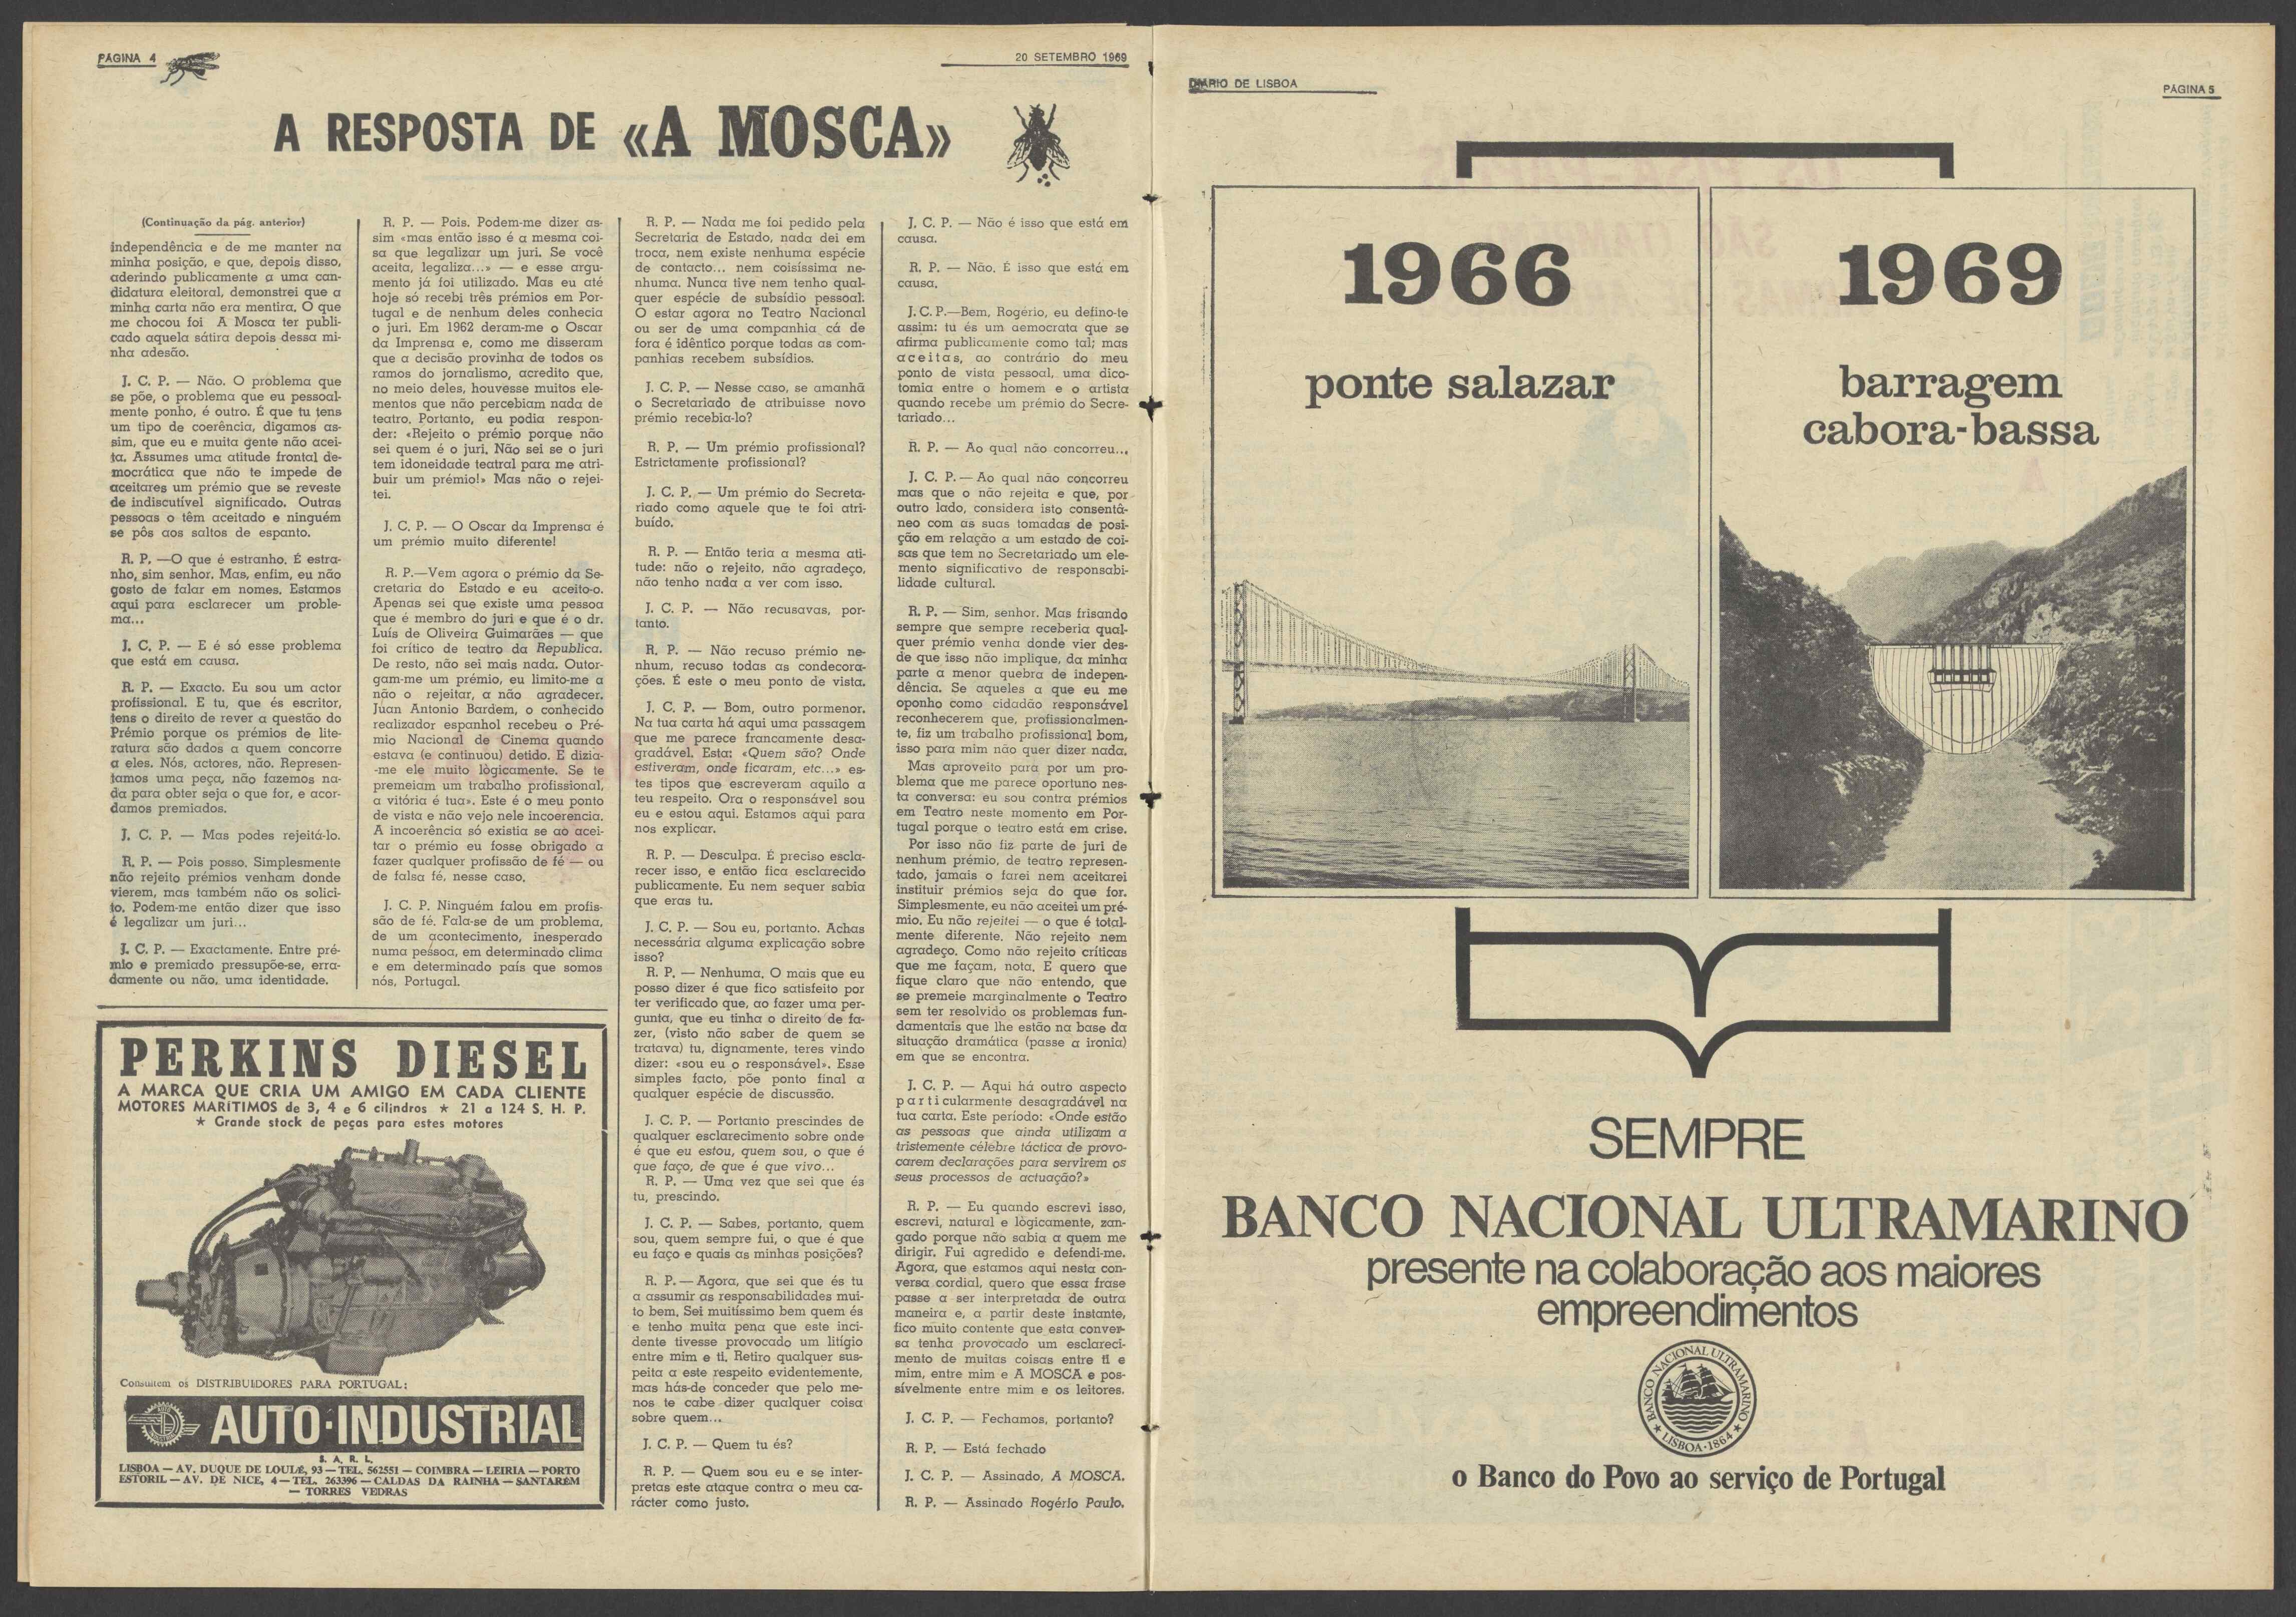 PÁGINA 4
20 SETEMBRO 1969
A RESPOSTA DE «A MOSCA»
(Continuação da pág. anterior)
independência e de me manter na
minha posição, e que, depois disso,
aderindo publicamente a uma can-
didatura eleitoral, demonstrei que a
minha carta não era mentira. O que
me chocou foi A Mosca ter publi-
cado aquela sátira depois dessa mi-
nha adesão.
J. C. P. — Não. O problema que
se põe, o problema que eu pessoal-
mente ponho, é outro. É que tu tens
um tipo de coerência, digamos as-
sim, que eu e muita gente não acei-
ta. Assumes uma atitude frontal de-
mocrática que não te impede de
aceitares um prémio que se reveste
de indiscutível significado. Outras
pessoas o têm aceitado e ninguém
se pôs aos saltos de espanto.
R. P. —O que é estranho. É estra-
nho, sim senhor. Mas, enfim, eu não
gosto de falar em nomes. Estamos
aqui para esclarecer um proble-
ma...
J. C. P. — E é só esse problema
que está em causa.
R. P. — Exacto. Eu sou um actor
profissional. E tu, que és escritor,
tens o direito de rever a questão do
Prémio porque os prémios de lite-
ratura são dados a quem concorre
a eles. Nós, actores, não. Represen-
tamos uma peça, não fazemos na-
da para obter seja o que for, e acor-
damos premiados.
J. C. P. — Mas podes rejeitá-lo.
R. P. — Pois posso. Simplesmente
não rejeito prémios venham donde
vierem, mas também não os solici-
to. Podem-me então dizer que isso
é legalizar um juri...
J. C. P. — Exactamente. Entre pré-
mio e premiado pressupõe-se, erra-
damente ou não, uma identidade.
R. P. — Pois. Podem-me dizer as-
sim «mas então isso é a mesma coi-
sa que legalizar um juri. Se você
aceita, legaliza...» — e esse argu-
mento já foi utilizado. Mas eu até
hoje só recebi três prémios em Por-
tugal e de nenhum deles conhecia
o juri. Em 1962 deram-me o Oscar
da Imprensa e, como me disseram
que a decisão provinha de todos os
ramos do jornalismo, acredito que,
no meio deles, houvesse muitos ele-
mentos que não percebiam nada de
teatro. Portanto, eu podia respon-
der: «Rejeito o prémio porque não
sei quem é o juri. Não sei se o juri
tem idoneidade teatral para me atri-
buir um prémio!» Mas não o rejei-
tei.
J. C. P. — O Oscar da Imprensa é
um prémio muito diferente!
R. P.—Vem agora o prémio da Se-
cretaria do Estado e eu aceito-o.
Apenas sei que existe uma pessoa
que é membro do juri e que é o dr.
Luís de Oliveira Guimarães — que
foi crítico de teatro da Republica.
De resto, não sei mais nada. Outor-
gam-me um prémio, eu limito-me a
não o rejeitar, a não agradecer.
Juan Antonio Bardem, o conhecido
realizador espanhol recebeu o Pré-
mio Nacional de Cinema quando
estava (e continuou) detido. E dizia-
-me ele muito lògicamente. Se te
premeiam um trabalho profissional,
a vitória é tua». Este é o meu ponto
de vista e não vejo nele incoerencia.
A incoerência só existia se ao acei-
tar o prémio eu fosse obrigado a
fazer qualquer profissão de fé — ou
de falsa fé, nesse caso.
J. C. P. Ninguém falou em profis-
são de fé. Fala-se de um problema,
de um acontecimento, inesperado
numa pessoa, em determinado clima
e em determinado país que somos
nós, Portugal.
PERKINS DIESEL
A MARCA QUE CRIA UM AMIGO EM CADA CLIENTE
MOTORES MARÍTIMOS de 3, 4 e 6 cilindros ★ 21 a 124 S. H. P.
★ Grande stock de peças para estes motores
Consultem os DISTRIBUIDORES PARA PORTUGAL:
AUTO-INDUSTRIAL
S. A. R. L.
LISBOA — AV. DUQUE DE LOULÉ, 93 — TEL. 562551 — COIMBRA — LEIRIA — PORTO
ESTORIL — AV. DE NICE, 4 — TEL. 263396 — CALDAS DA RAINHA — SANTARÉM
— TORRES VEDRAS
R. P. — Nada me foi pedido pela
Secretaria de Estado, nada dei em
troca, nem existe nenhuma espécie
de contacto... nem coisíssima ne-
nhuma. Nunca tive nem tenho qual-
quer espécie de subsídio pessoal.
O estar agora no Teatro Nacional
ou ser de uma companhia cá de
fora é idêntico porque todas as com-
panhias recebem subsídios.
J. C. P. — Nesse caso, se amanhã
o Secretariado de atribuisse novo
prémio recebia-lo?
R. P. — Um prémio profissional?
Estrictamente profissional?
J. C. P. — Um prémio do Secreta-
riado como aquele que te foi atri-
buído.
R. P. — Então teria a mesma ati-
tude: não o rejeito, não agradeço,
não tenho nada a ver com isso.
J. C. P. — Não recusavas, por-
tanto.
R. P. — Não recuso prémio ne-
nhum, recuso todas as condecora-
ções. É este o meu ponto de vista.
J. C. P. — Bom, outro pormenor.
Na tua carta há aqui uma passagem
que me parece francamente desa-
gradável. Esta: «Quem são? Onde
estiveram, onde ficaram, etc...» es-
tes tipos que escreveram aquilo a
teu respeito. Ora o responsável sou
eu e estou aqui. Estamos aqui para
nos explicar.
R. P. — Desculpa. É preciso escla-
recer isso, e então fica esclarecido
publicamente. Eu nem sequer sabia
que eras tu.
J. C. P. — Sou eu, portanto. Achas
necessária alguma explicação sobre
isso?
R. P. — Nenhuma. O mais que eu
posso dizer é que fico satisfeito por
ter verificado que, ao fazer uma per-
gunta, que eu tinha o direito de fa-
zer, (visto não saber de quem se
tratava) tu, dignamente, teres vindo
dizer: «sou eu o responsável». Esse
simples facto, põe ponto final a
qualquer espécie de discussão.
J. C. P. — Portanto prescindes de
qualquer esclarecimento sobre onde
é que eu estou, quem sou, o que é
que faço, de que é que vivo...
R. P. — Uma vez que sei que és
tu, prescindo.
J. C. P. — Sabes, portanto, quem
sou, quem sempre fui, o que é que
eu faço e quais as minhas posições?
R. P. — Agora, que sei que és tu
a assumir as responsabilidades mui-
to bem. Sei muitíssimo bem quem és
e tenho muita pena que este inci-
dente tivesse provocado um litígio
entre mim e ti. Retiro qualquer sus-
peita a este respeito evidentemente,
mas hás-de conceder que pelo me-
nos te cabe dizer qualquer coisa
sobre quem...
J. C. P. — Quem tu és?
R. P. — Quem sou eu e se inter-
pretas este ataque contra o meu ca-
rácter como justo.
J. C. P. — Não é isso que está em
causa.
R. P. — Não. É isso que está em
causa.
J. C. P.—Bem, Rogério, eu defino-te
assim: tu és um democrata que se
afirma publicamente como tal; mas
aceitas, ao contrário do meu
ponto de vista pessoal, uma dico-
tomia entre o homem e o artista
quando recebe um prémio do Secre-
tariado...
R. P. — Ao qual não concorreu...
J. C. P. — Ao qual não concorreu
mas que o não rejeita e que, por
outro lado, considera isto consentâ-
neo com as suas tomadas de posi-
ção em relação a um estado de coi-
sas que tem no Secretariado um ele-
mento significativo de responsabi-
lidade cultural.
R. P. — Sim, senhor. Mas frisando
sempre que sempre receberia qual-
quer prémio venha donde vier des-
de que isso não implique, da minha
parte a menor quebra de indepen-
dência. Se aqueles a que eu me
oponho como cidadão responsável
reconhecerem que, profissionalmen-
te, fiz um trabalho profissional bom,
isso para mim não quer dizer nada.
Mas aproveito para por um pro-
blema que me parece oportuno nes-
ta conversa: eu sou contra prémios
em Teatro neste momento em Por-
tugal porque o teatro está em crise.
Por isso não fiz parte de juri de
nenhum prémio, de teatro represen-
tado, jamais o farei nem aceitarei
instituir prémios seja do que for.
Simplesmente, eu não aceitei um pré-
mio. Eu não rejeitei — o que é total-
mente diferente. Não rejeito nem
agradeço. Como não rejeito críticas
que me façam, nota. E quero que
fique claro que não entendo, que
se premeie marginalmente o Teatro
sem ter resolvido os problemas fun-
damentais que lhe estão na base da
situação dramática (passe a ironia)
em que se encontra.
J. C. P. — Aqui há outro aspecto
particularmente desagradável na
tua carta. Este período: «Onde estão
as pessoas que ainda utilizam a
tristemente célebre táctica de provo-
carem declarações para servirem os
seus processos de actuação?»
R. P. — Eu quando escrevi isso,
escrevi, natural e lògicamente, zan-
gado porque não sabia a quem me
dirigir. Fui agredido e defendi-me.
Agora, que estamos aqui nesta con-
versa cordial, quero que essa frase
passe a ser interpretada de outra
maneira e, a partir deste instante,
fico muito contente que esta conver-
sa tenha provocado um esclareci-
mento de muitas coisas entre ti e
mim, entre mim e A MOSCA e pos-
sivelmente entre mim e os leitores.
J. C. P. — Fechamos, portanto?
R. P. — Está fechado
J. C. P. — Assinado, A MOSCA.
R. P. — Assinado Rogério Paulo.
DIÁRIO DE LISBOA
PÁGINA 5
1966
ponte salazar
1969
barragem
cabora-bassa
SEMPRE
BANCO NACIONAL ULTRAMARINO
presente na colaboração aos maiores
empreendimentos
BANCO NACIONAL ULTRAMARINO
LISBOA·1864
o Banco do Povo ao serviço de Portugal